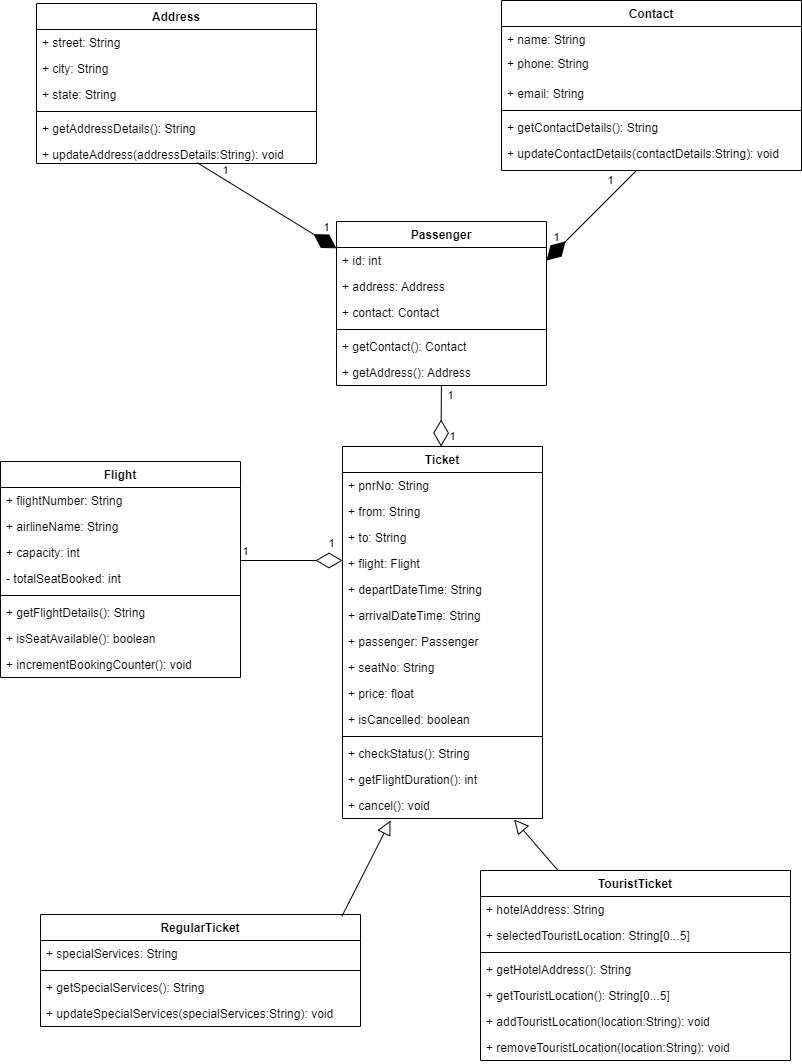 Address
+ street: String
+ city: String
+ state: String
+ getAddressDetails(): String
+ updateAddress(addressDetails:String): void
Contact
+ name: String
+ phone: String
+ email: String
+ getContactDetails(): String
+ updateContactDetails(contactDetails:String): void
1
1
1
1
Passenger
+ id: int
+ address: Address
+ contact: Contact
+ getContact(): Contact
+ getAddress(): Address
1
1
Flight
+ flightNumber: String
+ airlineName: String
+ capacity: int
- totalSeatBooked: int
+ getFlightDetails(): String
+ isSeatAvailable(): boolean
+ incrementBookingCounter(): void
1
1
Ticket
+ pnrNo: String
+ from: String
+ to: String
+ flight: Flight
+ departDateTime: String
+ arrivalDateTime: String
+ passenger: Passenger
+ seatNo: String
+ price: float
+ isCancelled: boolean
+ checkStatus(): String
+ getFlightDuration(): int
+ cancel(): void
RegularTicket
+ specialServices: String
+ getSpecialServices(): String
+ updateSpecialServices(specialServices:String): void
TouristTicket
+ hotelAddress: String
+ selectedTouristLocation: String[0...5]
+ getHotelAddress(): String
+ getTouristLocation(): String[0...5]
+ addTouristLocation(location:String): void
+ removeTouristLocation(location:String): void